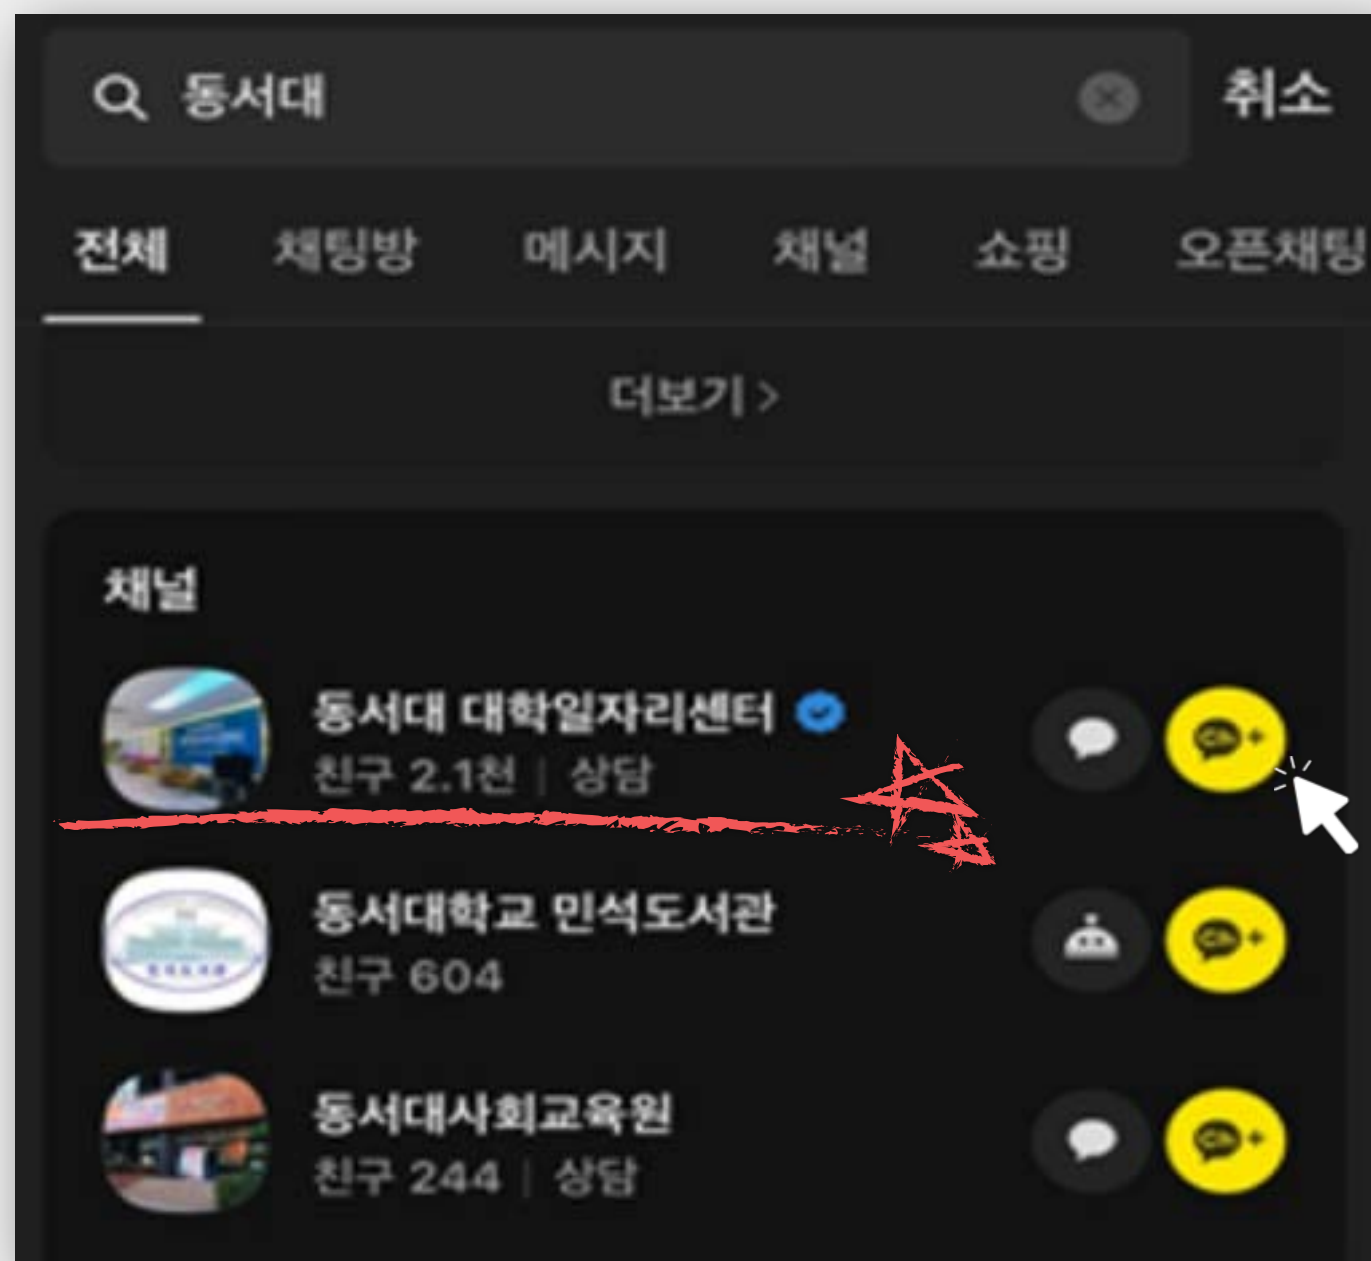 동서대
취소
전체 채팅방 메시지 채널 쇼핑 오픈채팅
더보기 >
채널
동서대 대학일자리센터
친구 2.1천 | 상담
동서대학교 민석도서관
친구 604
동서대사회교육원
친구 244 | 상담